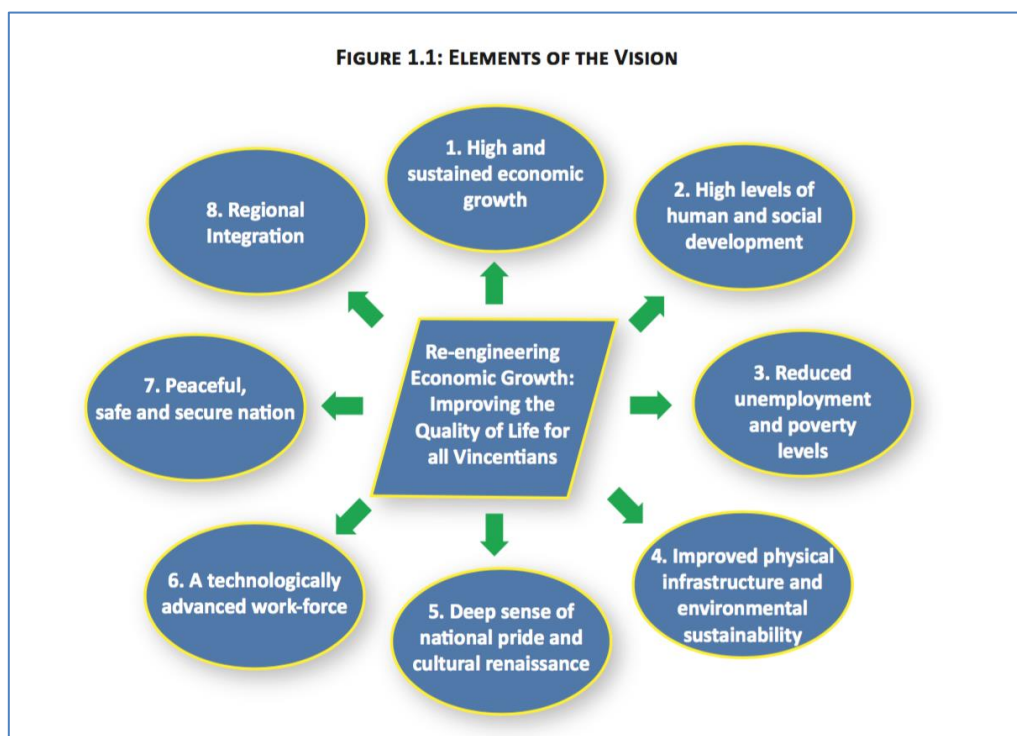 FIGURE 1.1: ELEMENTS OF THE VISION
1. High and
sustained economic
growth
2. High levels of
human and social
development
3. Reduced
unemployment
and poverty
levels
4. Improved physical
infrastructure and
environmental
sustainability
5. Deep sense of
national pride and
cultural renaissance
6. A technologically
advanced work-force
7. Peaceful,
safe and secure nation
8. Regional
Integration
Re-engineering
Economic Growth:
Improving the
Quality of Life for
all Vincentians